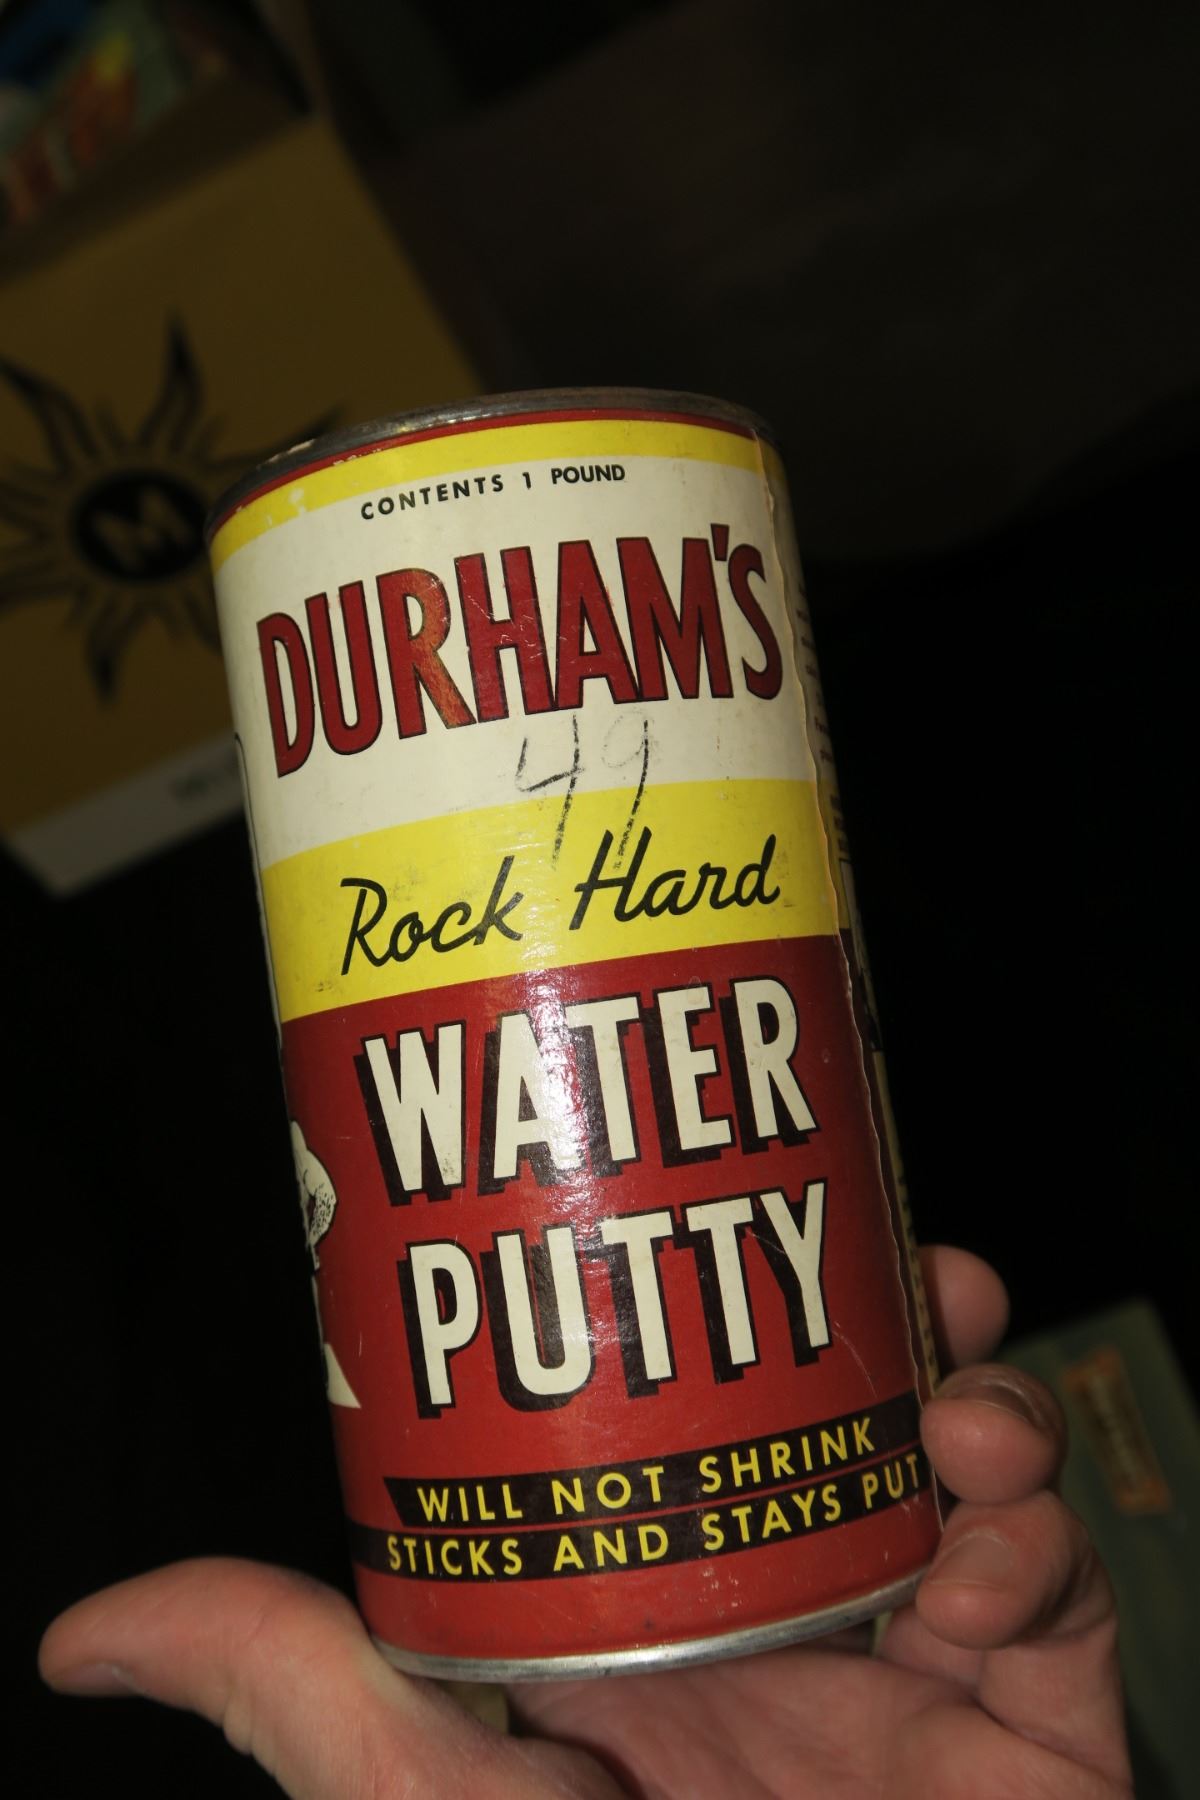 CONTENTS 1 POUND
DURHAM'S
49
Rock Hard
WATER
PUTTY
WILL NOT SHRINK
STICKS AND STAYS PUT
M